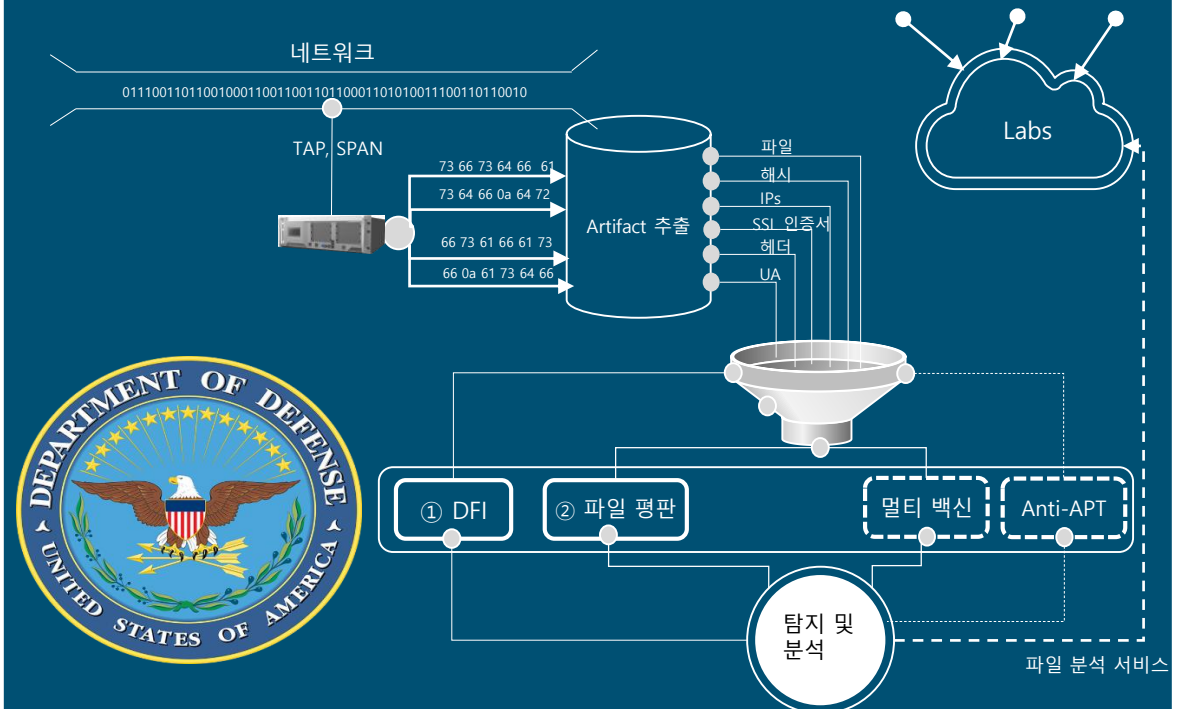 네트워크
01110011011001000110011001101100011010100111001101100​10
TAP, SPAN
73 66 73 64 66 61
73 64 66 0a 64 72
66 73 61 66 61 73
66 0a 61 73 64 66
Artifact 추출
파일
해시
IPs
SSL 인증서
헤더
UA
Labs
DEPARTMENT OF DEFENSE
UNITED STATES OF AMERICA
① DFI
② 파일 평판
멀티 백신
Anti-APT
탐지 및
분석
파일 분석 서비스